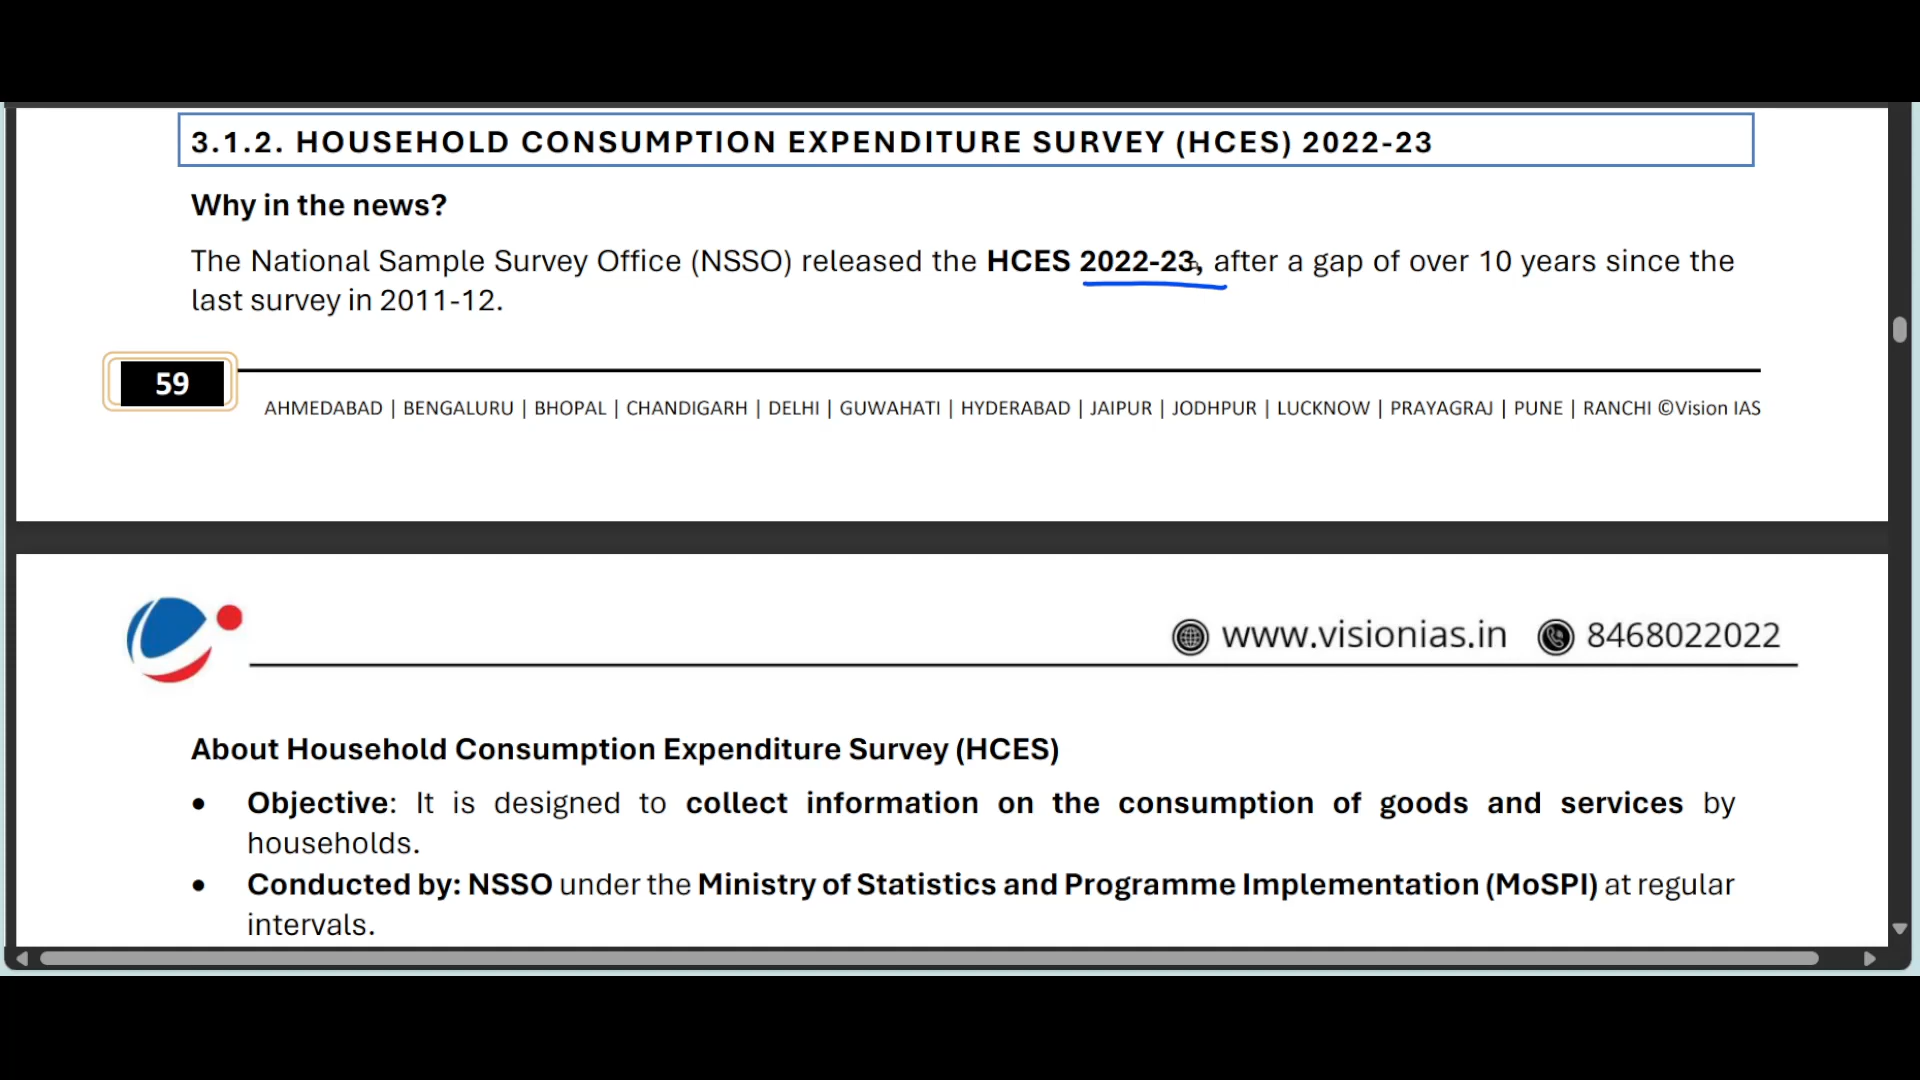 3.1.2. HOUSEHOLD CONSUMPTION EXPENDITURE SURVEY (HCES) 2022-23
Why in the news?
The National Sample Survey Office (NSSO) released the HCES 2022-23, after a gap of over 10 years since the
last survey in 2011-12.
59
AHMEDABAD | BENGALURU | BHOPAL | CHANDIGARH | DELHI | GUWAHATI | HYDERABAD | JAIPUR | JODHPUR | LUCKNOW | PRAYAGRAJ | PUNE | RANCHI ©Vision IAS
www.visionias.in 8468022022
About Household Consumption Expenditure Survey (HCES)
• Objective: It is designed to collect information on the consumption of goods and services by
households.
• Conducted by: NSSO under the Ministry of Statistics and Programme Implementation (MoSPI) at regular
intervals.